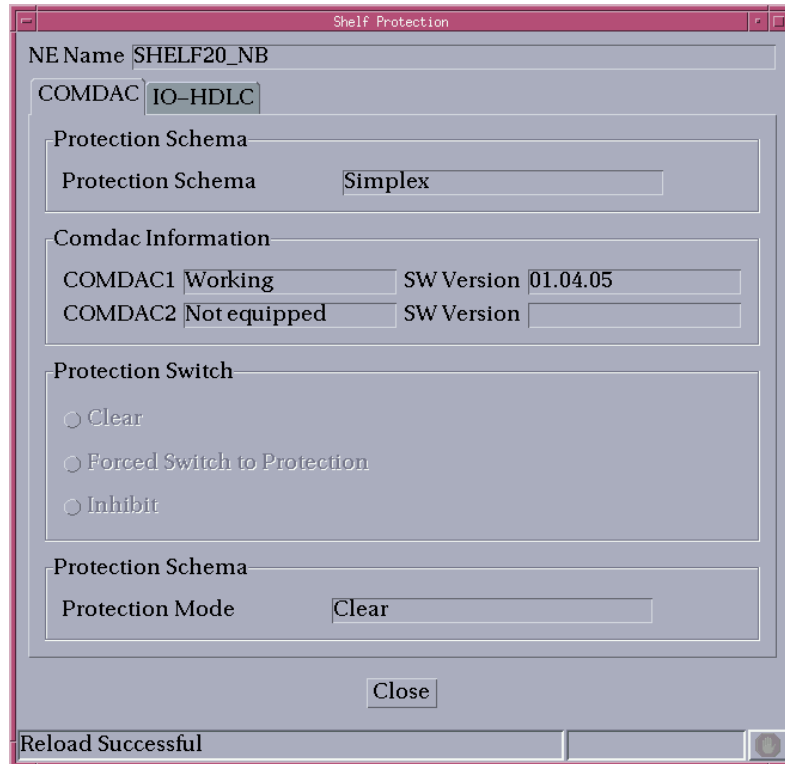 Shelf Protection
NE Name SHELF20_NB
COMDAC IO-HDLC
Protection Schema
Protection Schema Simplex
Comdac Information
COMDAC1 Working SW Version 01.04.05
COMDAC2 Not equipped SW Version
Protection Switch
Clear
Forced Switch to Protection
Inhibit
Protection Schema
Protection Mode Clear
Close
Reload Successful